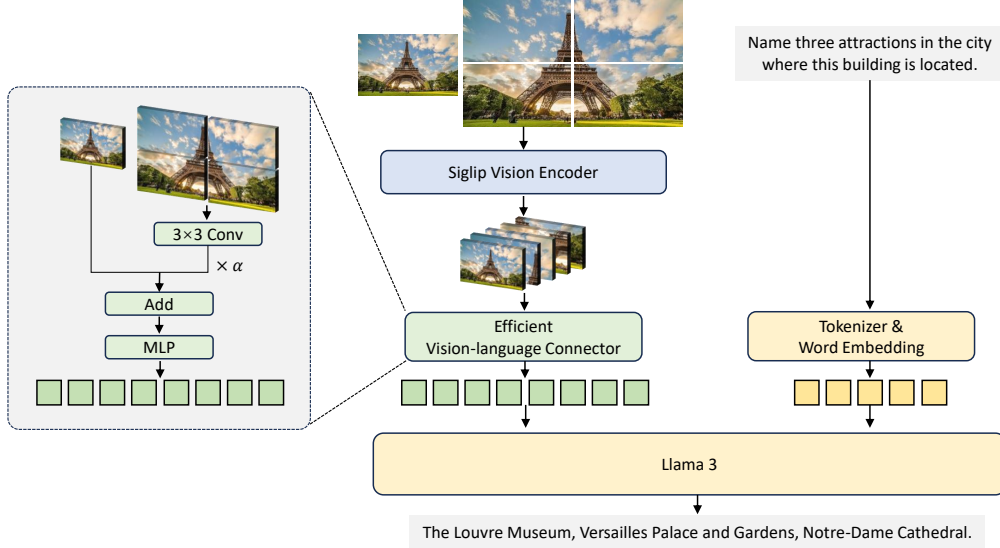 Name three attractions in the city
where this building is located.
Siglip Vision Encoder
3×3 Conv
× α
Add
MLP
Efficient
Vision-language Connector
Tokenizer &
Word Embedding
Llama 3
The Louvre Museum, Versailles Palace and Gardens, Notre-Dame Cathedral.